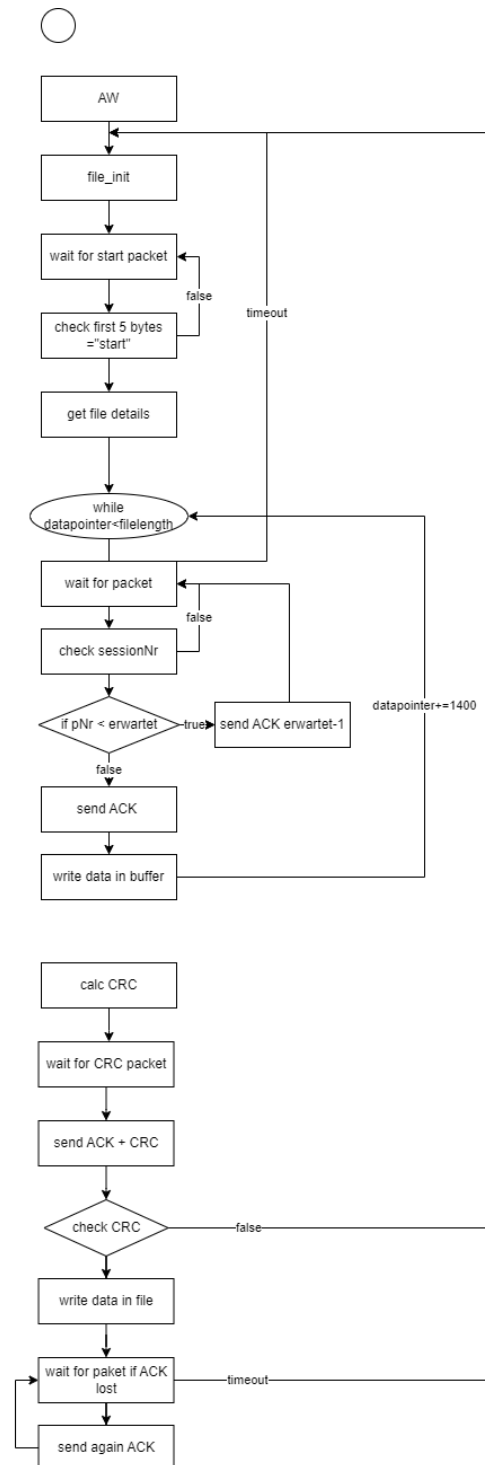 AW
file_init
wait for start packet
false
timeout
check first 5 bytes
="start"
get file details
while
datapointer<filelength
wait for packet
false
check sessionNr
datapointer+=1400
if pNr < erwartet
true
send ACK erwartet-1
false
send ACK
write data in buffer
calc CRC
wait for CRC packet
send ACK + CRC
check CRC
false
write data in file
wait for paket if ACK
lost
timeout
send again ACK